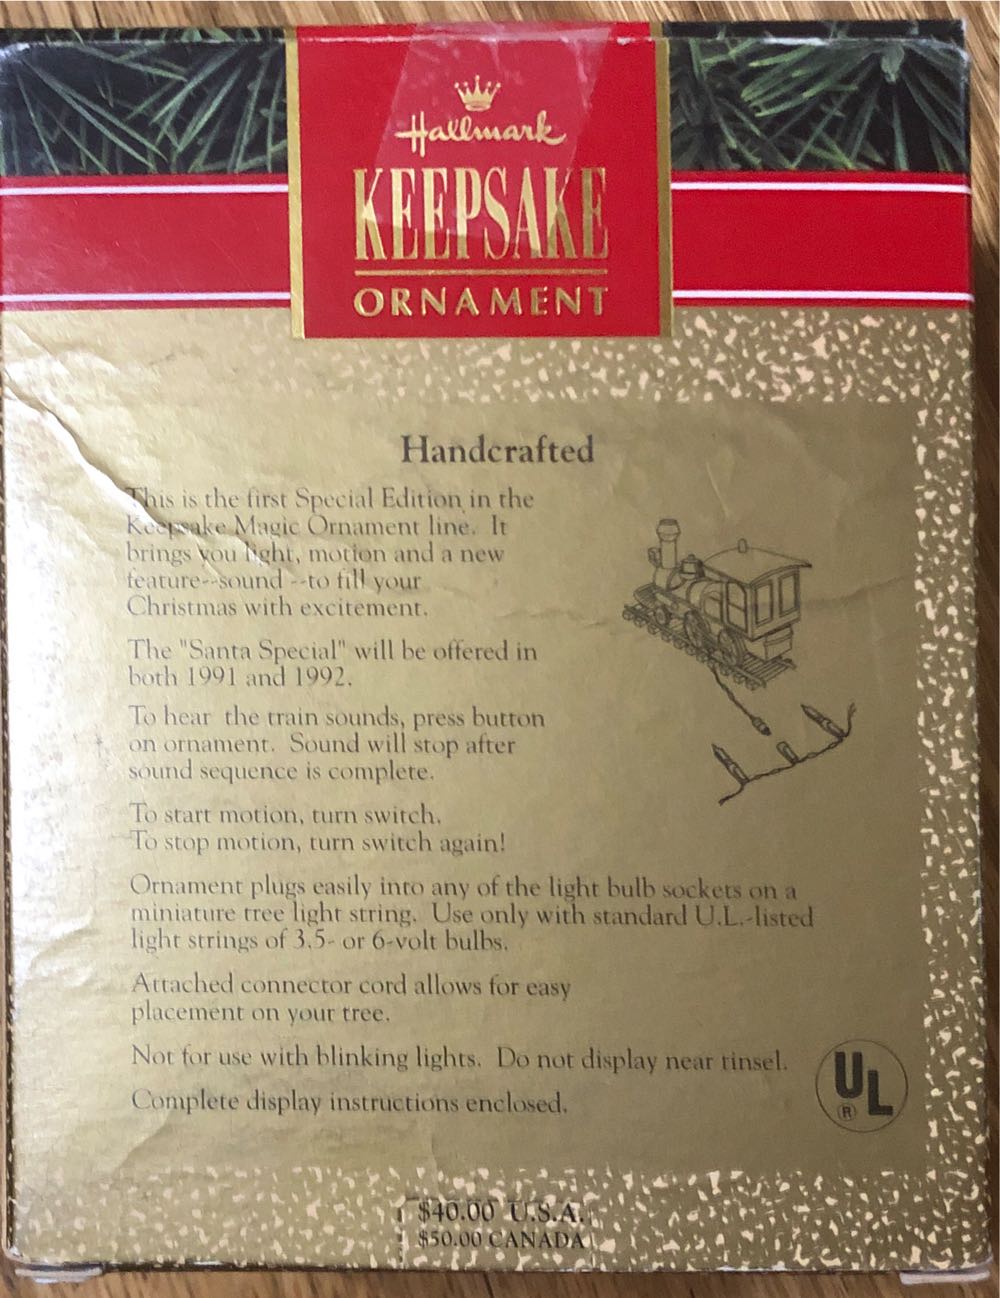 Hallmark
KEEPSAKE
ORNAMENT
Handcrafted
This is the first Special Edition in the
Keepsake Magic Ornament line. It
brings you light, motion and a new
feature--sound --to fill your
Christmas with excitement.
The "Santa Special" will be offered in
both 1991 and 1992.
To hear the train sounds, press button
on ornament. Sound will stop after
sound sequence is complete.
To start motion, turn switch.
To stop motion, turn switch again!
Ornament plugs easily into any of the light bulb sockets on a
miniature tree light string. Use only with standard U.L.-listed
light strings of 3.5- or 6-volt bulbs.
Attached connector cord allows for easy
placement on your tree.
Not for use with blinking lights. Do not display near tinsel.
Complete display instructions enclosed.
UL
®
$40.00 U.S.A.
$50.00 CANADA